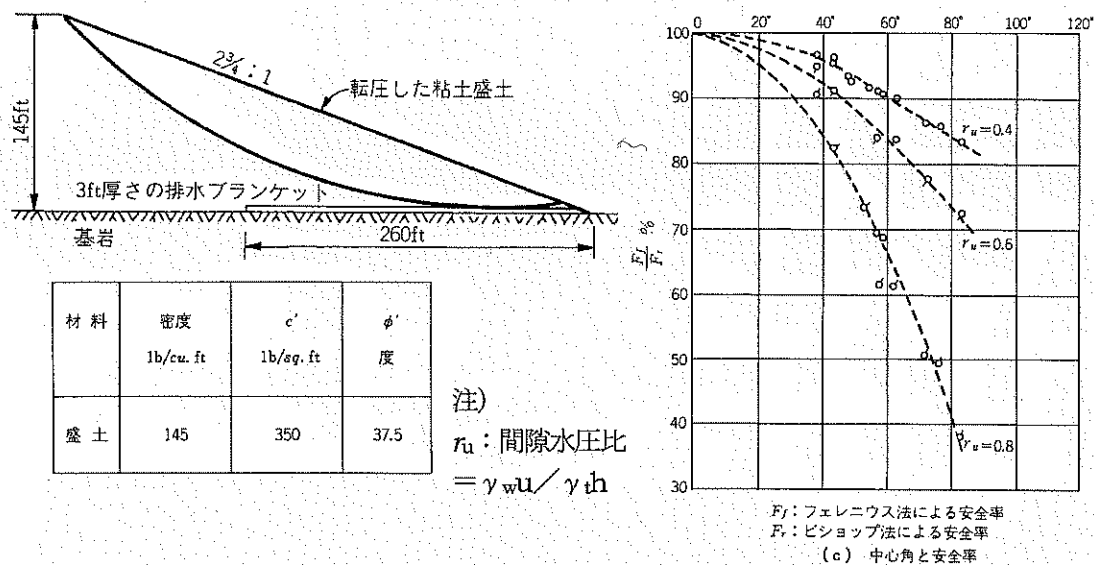 145ft
2¾:1
転圧した粘土盛土
3ft厚さの排水ブランケット
基岩
260ft
材料
密度
lb/cu. ft
c'
lb/sq. ft
φ'
度
盛土
145
350
37.5
注)
ru:間隙水圧比
=γwu/γth
0 20° 40° 60° 80° 100° 120°
100
90
80
70
60
50
40
30
Ff/Fr %
ru=0.4
ru=0.6
ru=0.8
Ff:フェレニウス法による安全率
Fr:ビショップ法による安全率
(c) 中心角と安全率